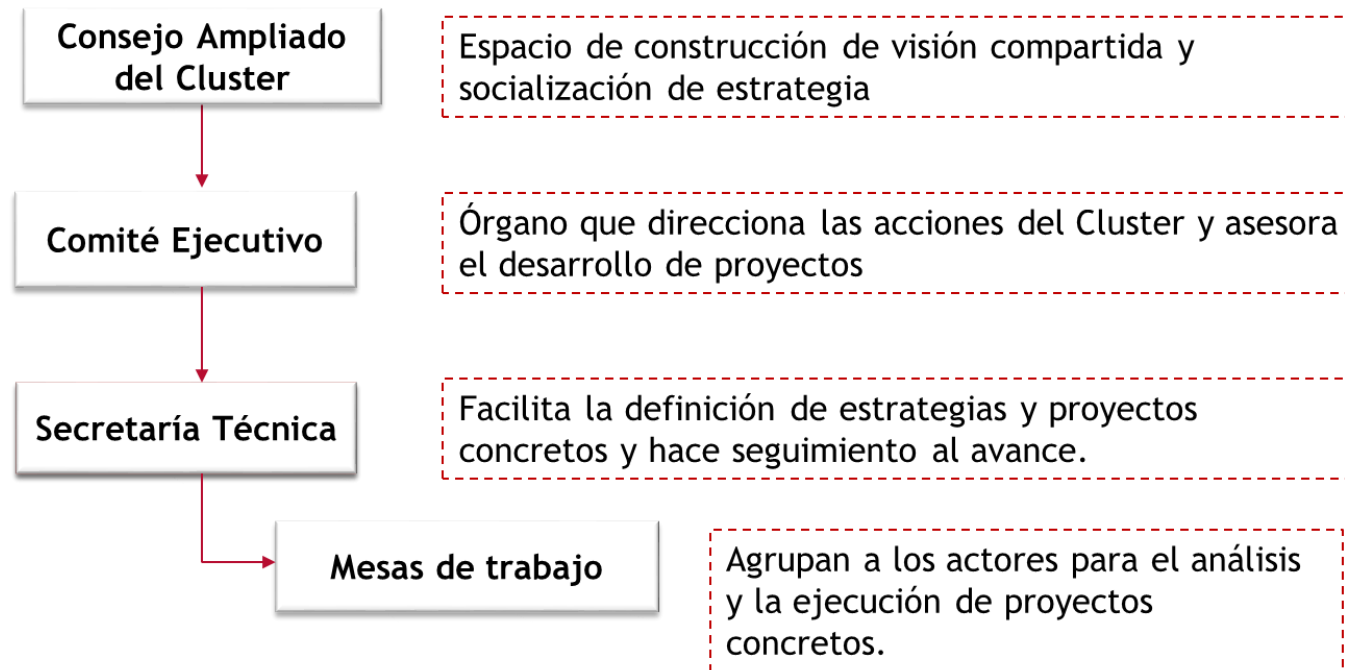 Consejo Ampliado
del Cluster
Espacio de construcción de visión compartida y
socialización de estrategia
Comité Ejecutivo
Órgano que direcciona las acciones del Cluster y asesora
el desarrollo de proyectos
Secretaría Técnica
Facilita la definición de estrategias y proyectos
concretos y hace seguimiento al avance.
Mesas de trabajo
Agrupan a los actores para el análisis
y la ejecución de proyectos
concretos.